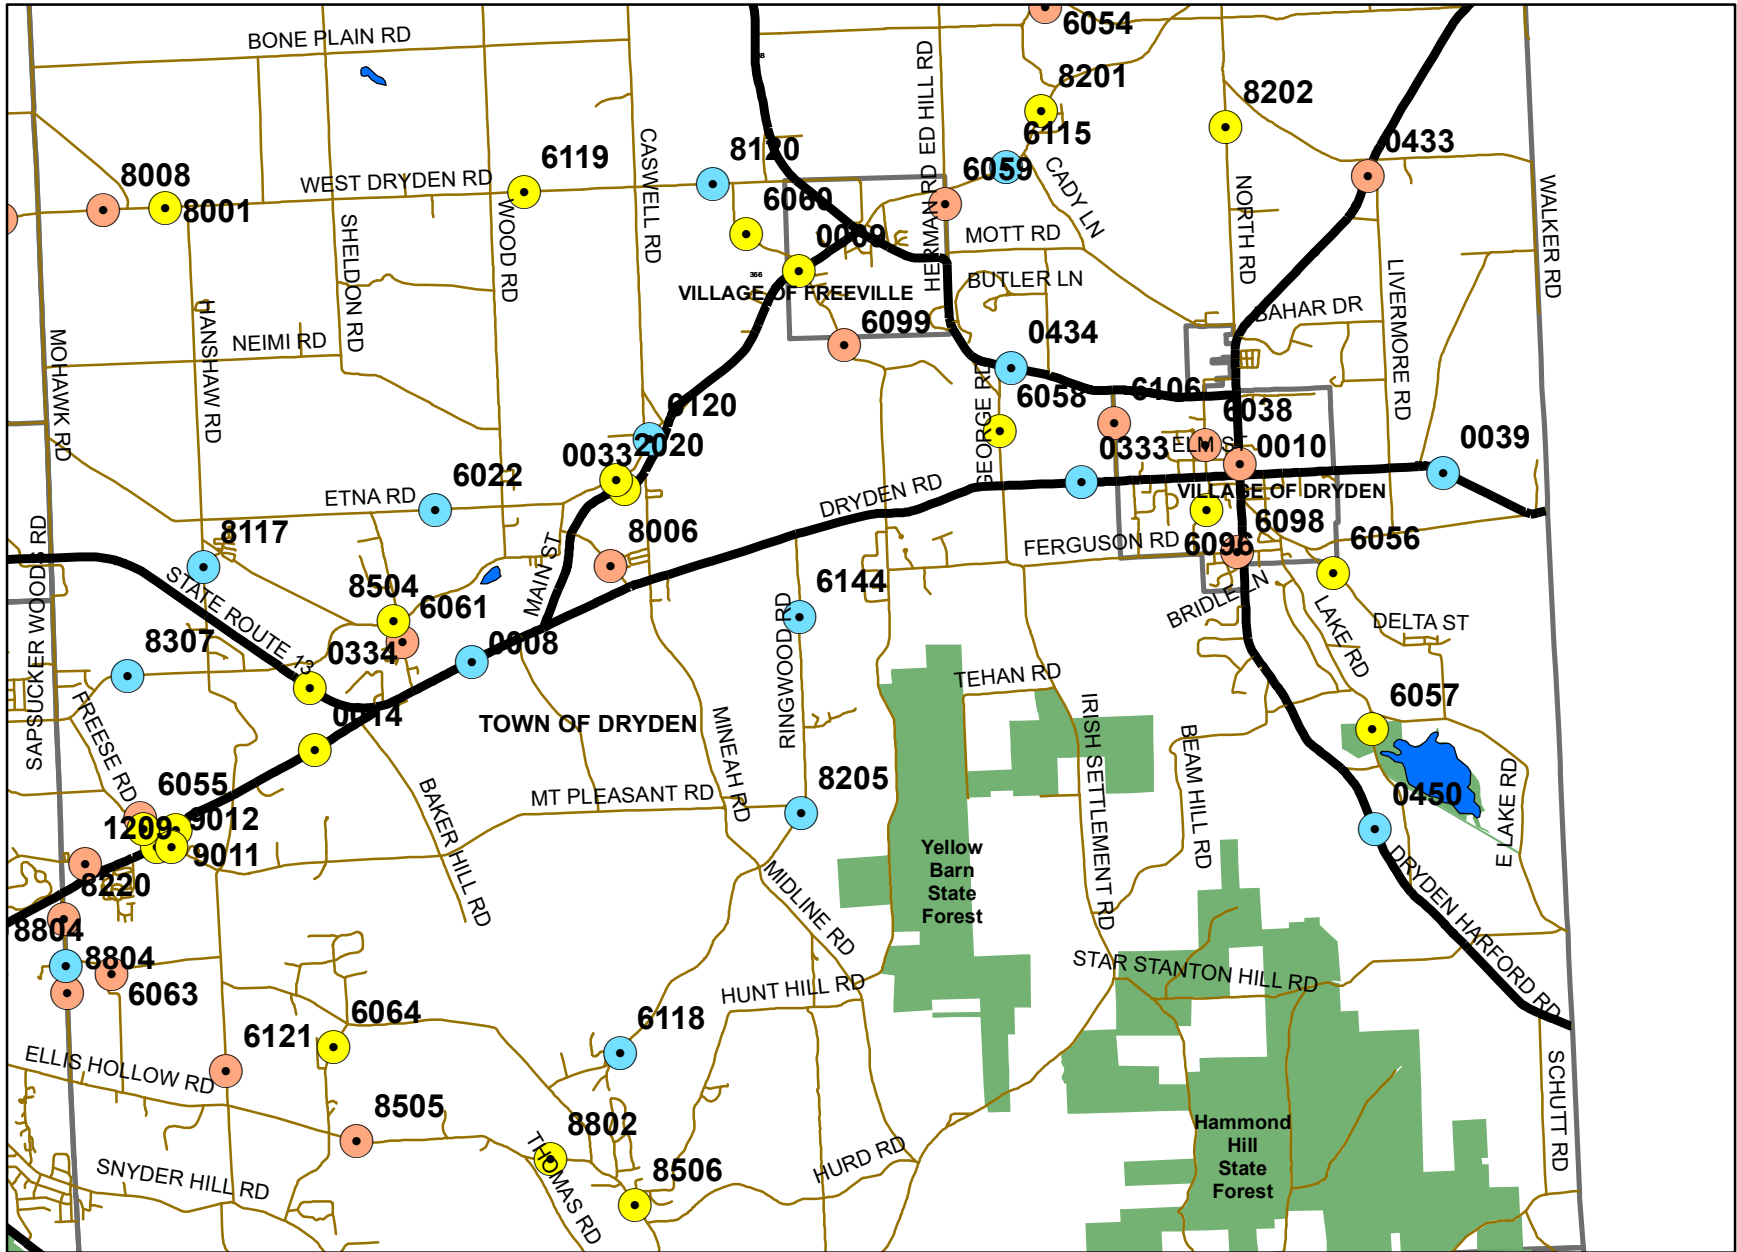 6054
BONE PLAIN RD
8201
8202
HERMAN RD
ED HILL RD
6115
0433
CASWELL RD
8120
6119
6059
CADY LN
8008
WEST DRYDEN RD
NORTH RD
WALKER RD
8001
6060
SHELDON RD
WOOD RD
0009
MOTT RD
366
BUTLER LN
VILLAGE OF FREEVILLE
LIVERMORE RD
HANSHAW RD
SAHAR DR
NEIMI RD
6099
0434
MOHAWK RD
6106
6058
6120
6038
GEORGE RD
2020
0333
ELM ST
0010
0039
0033
6022
ETNA RD
DRYDEN RD
VILLAGE OF DRYDEN
8117
8006
FERGUSON RD
6096
6098
6056
SAPSUCKER WOODS RD
STATE ROUTE 13
MAIN ST
8504
6061
6144
BRIDLE LN
RINGWOOD RD
LAKE RD
DELTA ST
8307
0334
0008
TEHAN RD
6057
FREESE RD
0014
TOWN OF DRYDEN
MINEAH RD
IRISH SETTLEMENT RD
BEAM HILL RD
6055
BAKER HILL RD
MT PLEASANT RD
8205
0450
E LAKE RD
1209
9012
9011
Yellow
Barn
State
Forest
8220
MIDLINE RD
DRYDEN HARFORD RD
8804
8804
6063
HUNT HILL RD
STAR STANTON HILL RD
6064
6118
6121
ELLIS HOLLOW RD
SCHUTT RD
8505
8802
Hammond
Hill
State
Forest
THOMAS RD
HURD RD
SNYDER HILL RD
8506